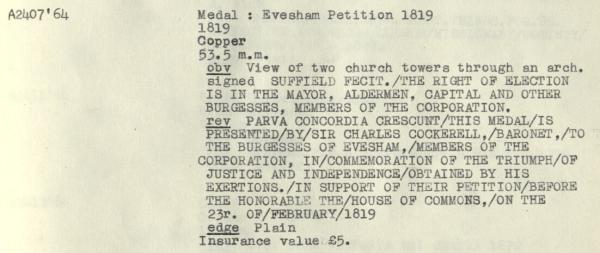 A2407'64
Medal : Evesham Petition 1819
1819
Copper
53.5 m.m.
obv View of two church towers through an arch.
signed SUFFIELD FECIT./THE RIGHT OF ELECTION
IS IN THE MAYOR, ALDERMEN, CAPITAL AND OTHER
BURGESSES, MEMBERS OF THE CORPORATION.
rev PARVA CONCORDIA CRESCUNT/THIS MEDAL/IS
PRESENTED/BY/SIR CHARLES COCKERELL,/BARONET,/TO
THE BURGESSES OF EVESHAM,/MEMBERS OF THE
CORPORATION, IN/COMMEMORATION OF THE TRIUMPH/OF
JUSTICE AND INDEPENDENCE/OBTAINED BY HIS
EXERTIONS./IN SUPPORT OF THEIR PETITION/BEFORE
THE HONORABLE THE/HOUSE OF COMMONS,/ON THE
23r. OF/FEBRUARY/1819
edge Plain
Insurance value £5.